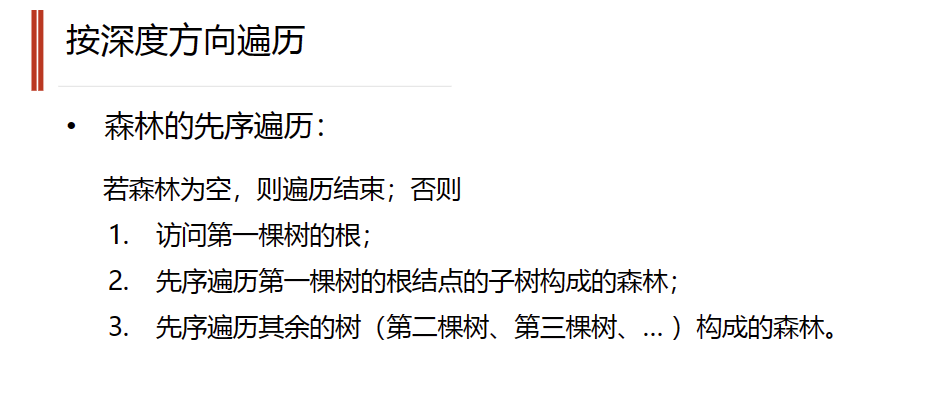 按深度方向遍历
• 森林的先序遍历：
若森林为空，则遍历结束；否则
1. 访问第一棵树的根；
2. 先序遍历第一棵树的根结点的子树构成的森林；
3. 先序遍历其余的树（第二棵树、第三棵树、… ）构成的森林。